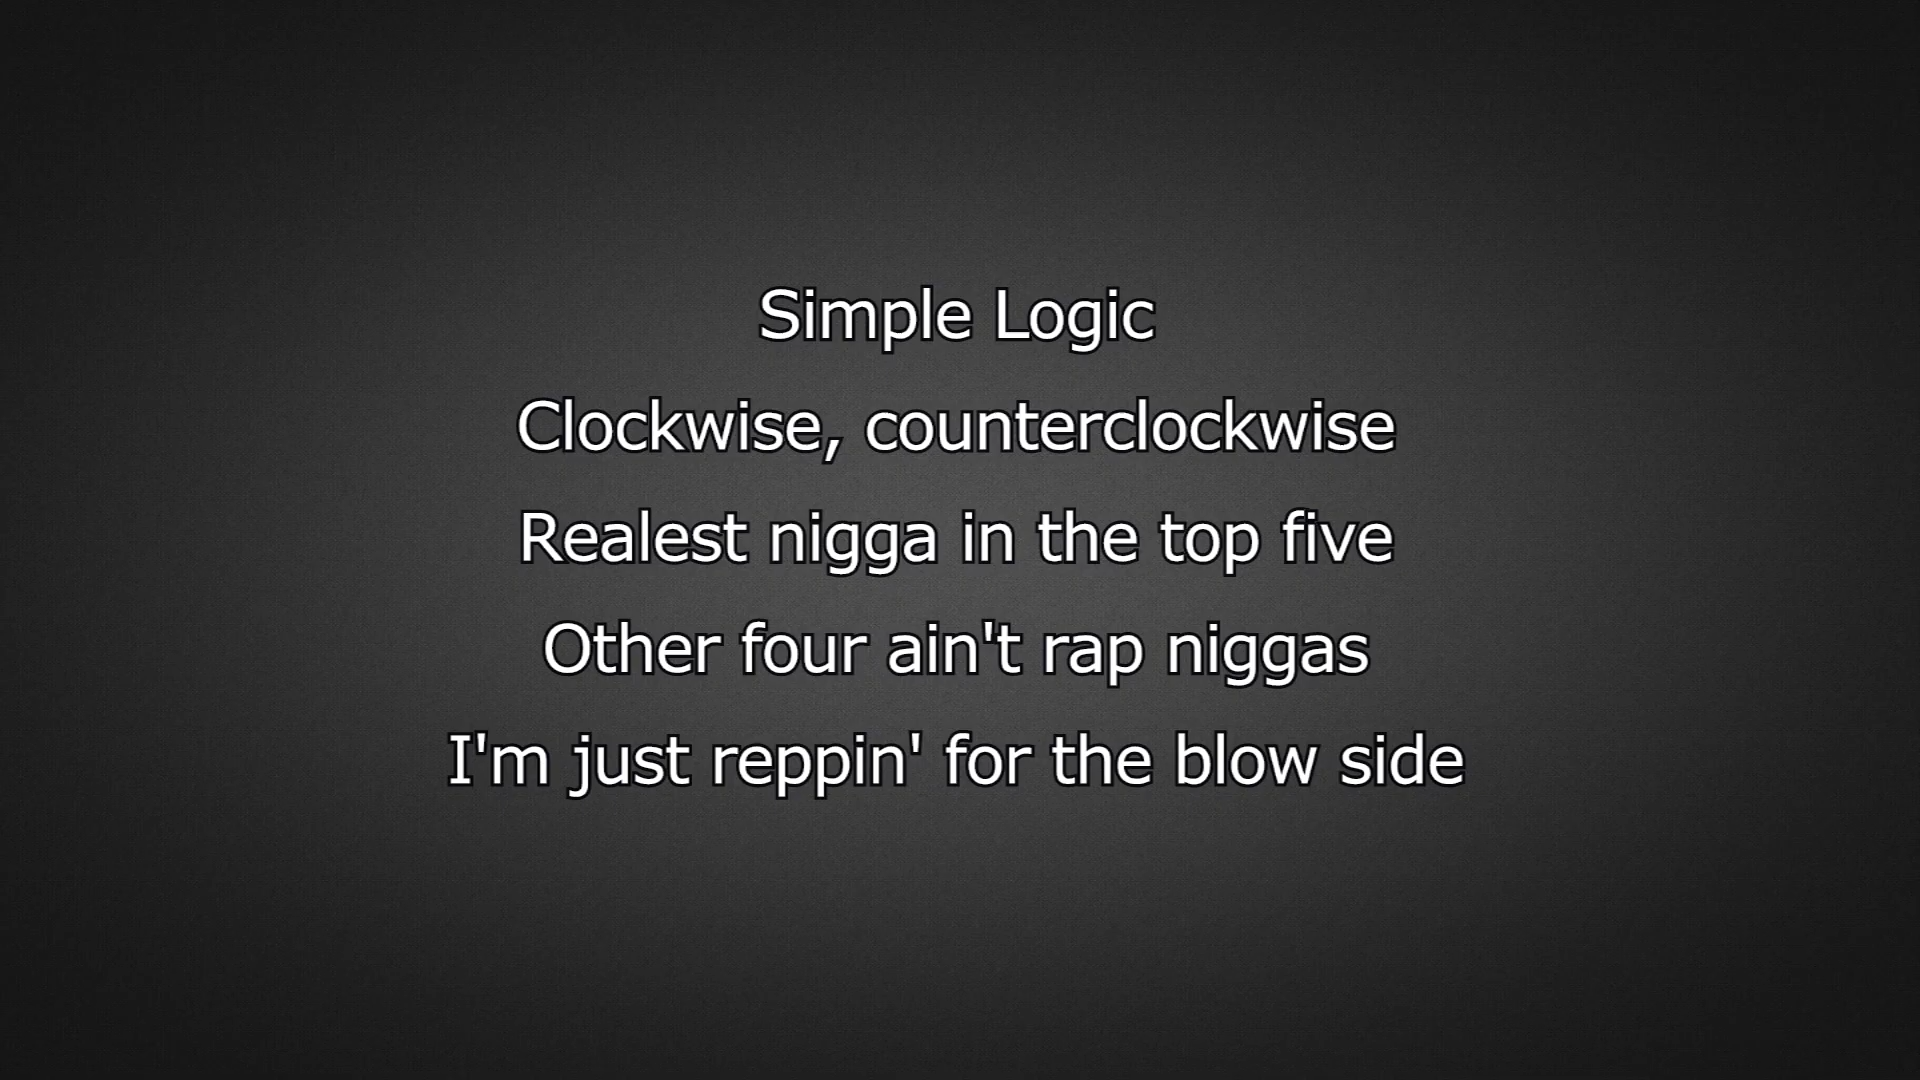 Simple Logic
Clockwise, counterclockwise
Realest nigga in the top five
Other four ain't rap niggas
I'm just reppin' for the blow side